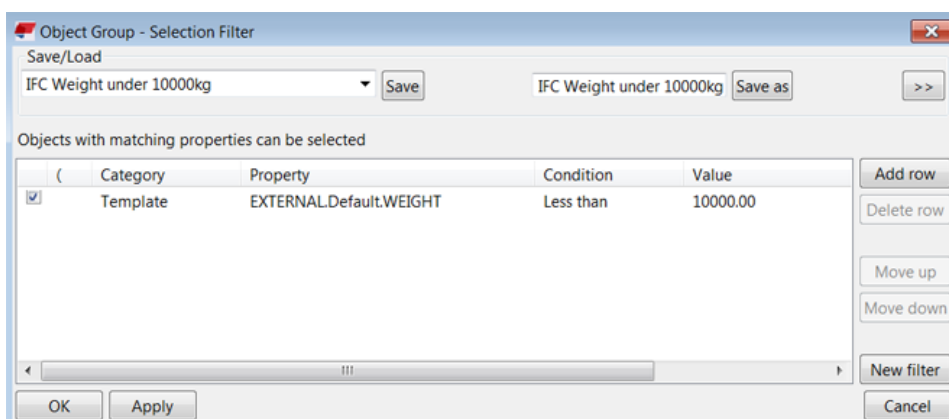 Object Group - Selection Filter
Save/Load
IFC Weight under 10000kg Save IFC Weight under 10000kg Save as >>
Objects with matching properties can be selected
( Category Property Condition Value Add row
Template EXTERNAL.Default.WEIGHT Less than 10000.00
Delete row
Move up
Move down
New filter
OK Apply Cancel